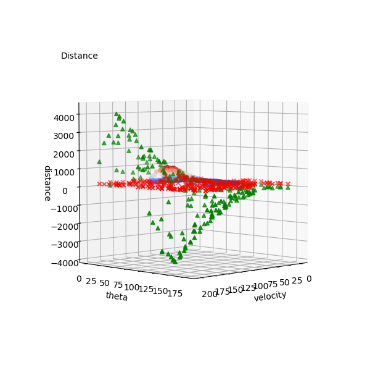 Distance
4000
3000
2000
1000
0
−1000
−2000
−3000
−4000
distance
0 25 50 75 100 125 150 175
theta
200 175 150 125 100 75 50 25 0
velocity